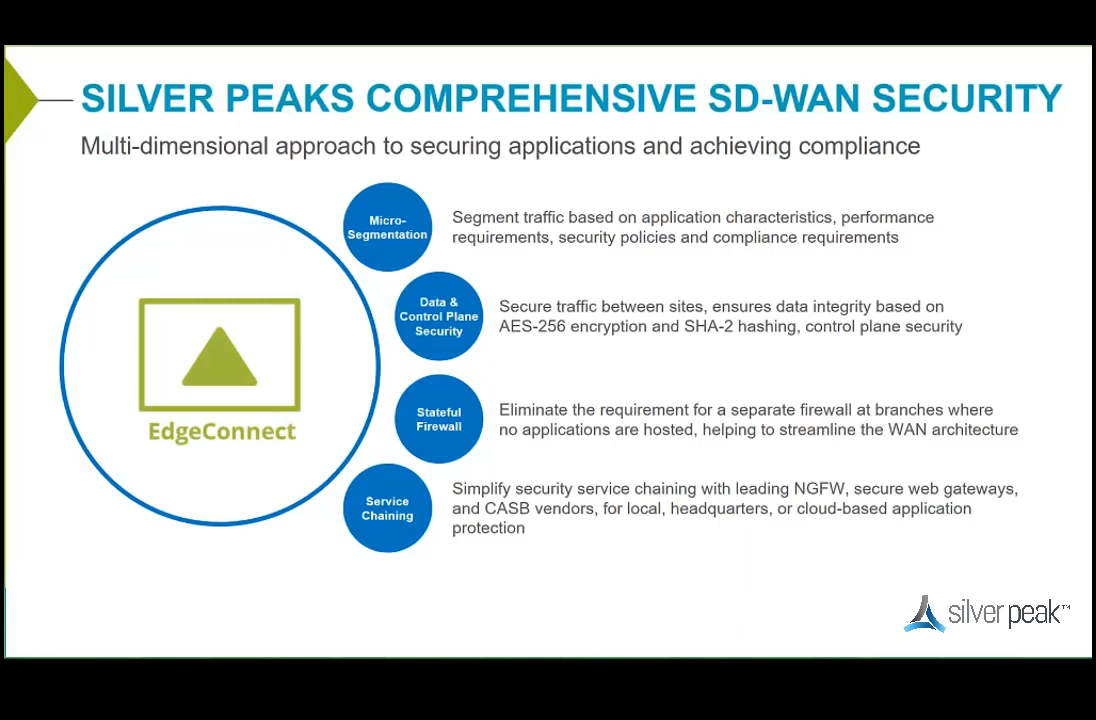 SILVER PEAKS COMPREHENSIVE SD-WAN SECURITY
Multi-dimensional approach to securing applications and achieving compliance
Micro-
Segmentation
Segment traffic based on application characteristics, performance
requirements, security policies and compliance requirements
Data &
Control Plane
Security
Secure traffic between sites, ensures data integrity based on
AES-256 encryption and SHA-2 hashing, control plane security
EdgeConnect
Stateful
Firewall
Eliminate the requirement for a separate firewall at branches where
no applications are hosted, helping to streamline the WAN architecture
Service
Chaining
Simplify security service chaining with leading NGFW, secure web gateways,
and CASB vendors, for local, headquarters, or cloud-based application
protection
silver peak™